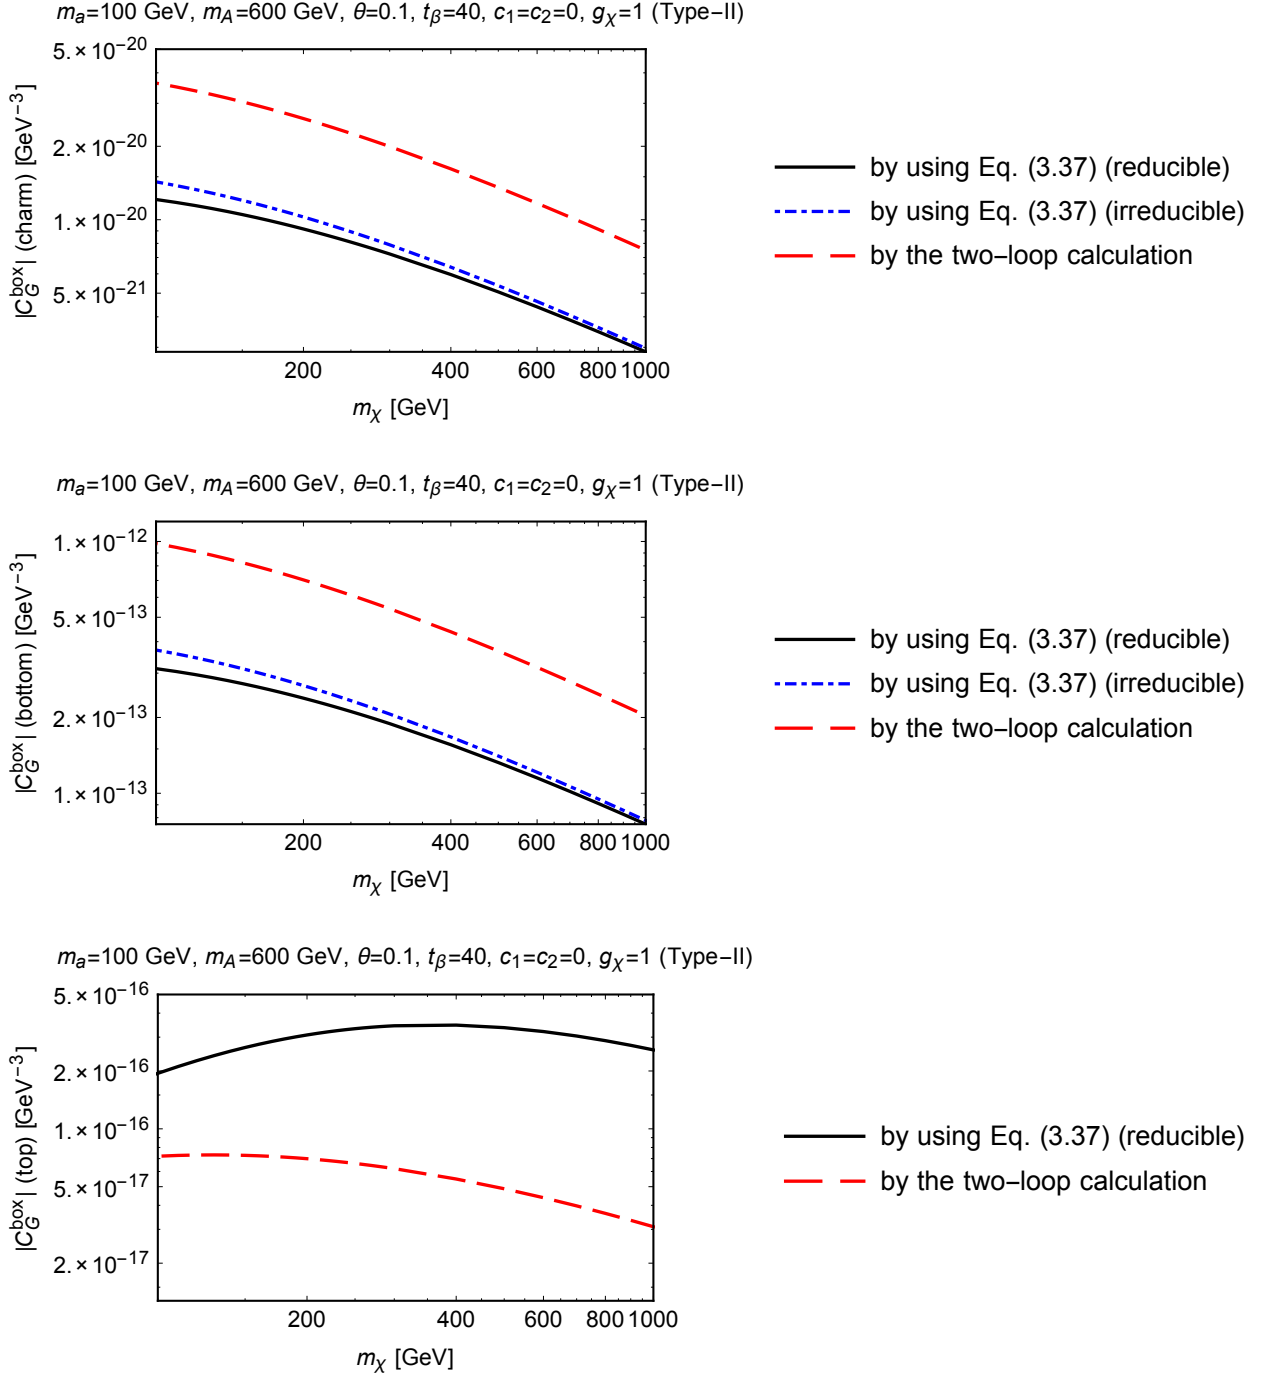 m_a=100 GeV, m_A=600 GeV, θ=0.1, t_β=40, c_1=c_2=0, g_χ=1 (Type−II)
|C_G^box| (charm) [GeV^−3]
5.×10^−20
2.×10^−20
1.×10^−20
5.×10^−21
200 400 600 800 1000
m_χ [GeV]
by using Eq. (3.37) (reducible)
by using Eq. (3.37) (irreducible)
by the two−loop calculation
m_a=100 GeV, m_A=600 GeV, θ=0.1, t_β=40, c_1=c_2=0, g_χ=1 (Type−II)
|C_G^box| (bottom) [GeV^−3]
1.×10^−12
5.×10^−13
2.×10^−13
1.×10^−13
200 400 600 800 1000
m_χ [GeV]
by using Eq. (3.37) (reducible)
by using Eq. (3.37) (irreducible)
by the two−loop calculation
m_a=100 GeV, m_A=600 GeV, θ=0.1, t_β=40, c_1=c_2=0, g_χ=1 (Type−II)
|C_G^box| (top) [GeV^−3]
5.×10^−16
2.×10^−16
1.×10^−16
5.×10^−17
2.×10^−17
200 400 600 800 1000
m_χ [GeV]
by using Eq. (3.37) (reducible)
by the two−loop calculation